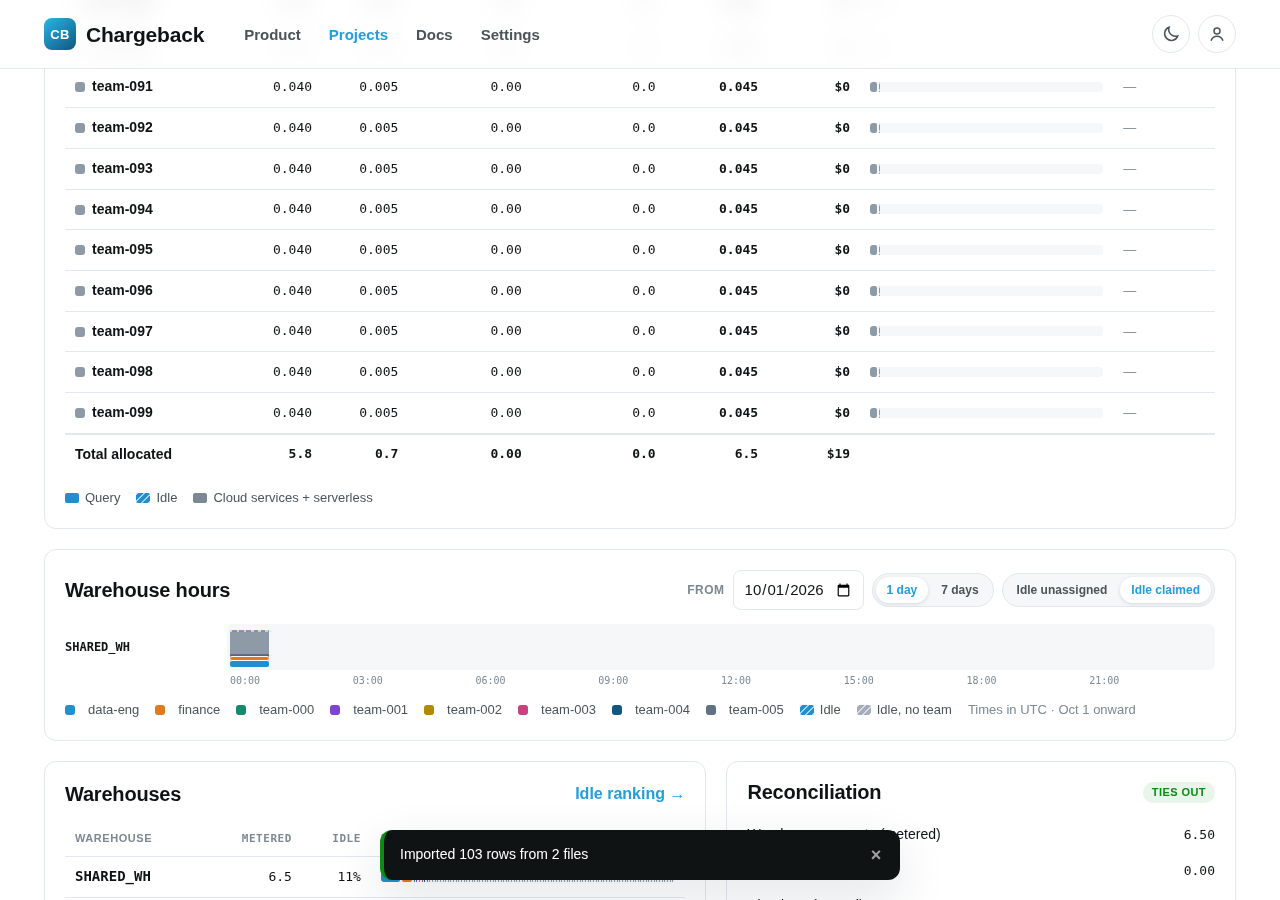 CB Chargeback Product Projects Docs Settings
team-091 0.040 0.005 0.00 0.0 0.045 $0 —
team-092 0.040 0.005 0.00 0.0 0.045 $0 —
team-093 0.040 0.005 0.00 0.0 0.045 $0 —
team-094 0.040 0.005 0.00 0.0 0.045 $0 —
team-095 0.040 0.005 0.00 0.0 0.045 $0 —
team-096 0.040 0.005 0.00 0.0 0.045 $0 —
team-097 0.040 0.005 0.00 0.0 0.045 $0 —
team-098 0.040 0.005 0.00 0.0 0.045 $0 —
team-099 0.040 0.005 0.00 0.0 0.045 $0 —
Total allocated 5.8 0.7 0.00 0.0 6.5 $19
Query Idle Cloud services + serverless
Warehouse hours FROM 10/01/2025 1 day 7 days Idle unassigned Idle claimed
SHARED_WH
00:00 03:00 06:00 09:00 12:00 15:00 18:00 21:00
data-eng finance team-000 team-001 team-002 team-003 team-004 team-005 Idle Idle, no team Times in UTC · Oct 1 onward
Warehouses Idle ranking →
WAREHOUSE METERED IDLE
SHARED_WH 6.5 11%
Reconciliation TIES OUT
6.50
0.00
Imported 103 rows from 2 files ×